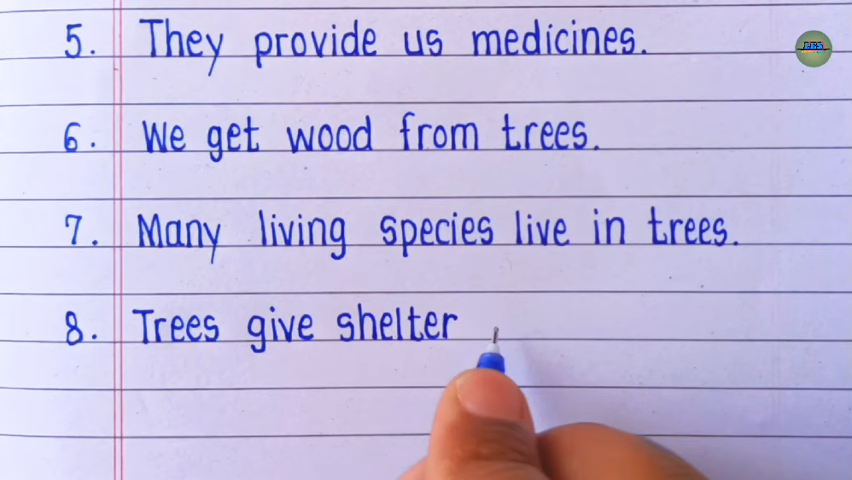 5. They provide us medicines.
6. We get wood from trees.
7. Many living species live in trees.
8. Trees give shelter